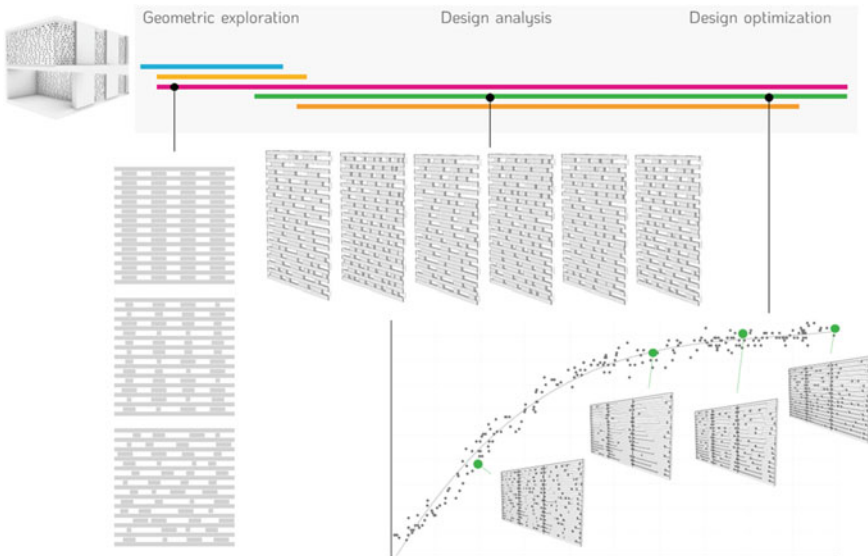 Geometric exploration
Design analysis
Design optimization